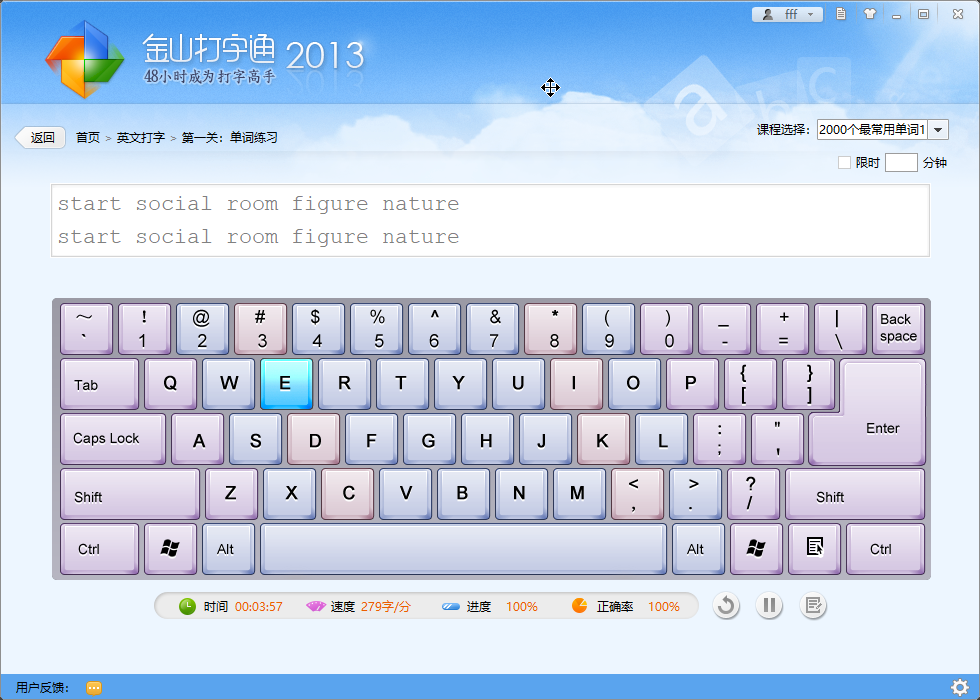 fff
金山打字通 2013
48小时成为打字高手
a b c
返回 首页 > 英文打字 > 第一关：单词练习
课程选择： 2000个最常用单词1
限时 分钟
start social room figure nature
start social room figure nature
~ ! @ # $ % ^ & * ( ) _ + | Back
` 1 2 3 4 5 6 7 8 9 0 - = \ space
Tab Q W E R T Y U I O P { }
[ ]
Caps Lock A S D F G H J K L : " Enter
; '
Shift Z X C V B N M < > ? Shift
, . /
Ctrl Alt Alt Ctrl
时间 00:03:57 速度 279字/分 进度 100% 正确率 100%
用户反馈：